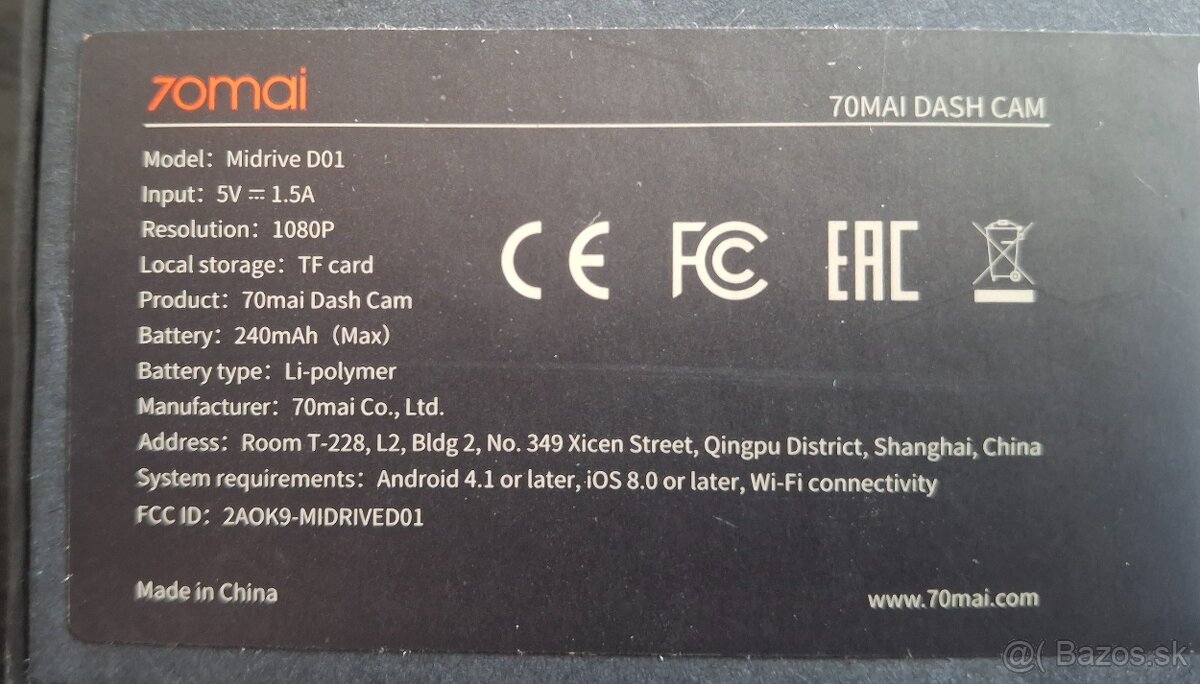 70mai
70MAI DASH CAM
Model: Midrive D01
Input: 5V ⎓ 1.5A
Resolution: 1080P
Local storage: TF card
Product: 70mai Dash Cam
Battery: 240mAh (Max)
Battery type: Li-polymer
Manufacturer: 70mai Co., Ltd.
Address: Room T-228, L2, Bldg 2, No. 349 Xicen Street, Qingpu District, Shanghai, China
System requirements: Android 4.1 or later, iOS 8.0 or later, Wi-Fi connectivity
FCC ID: 2AOK9-MIDRIVED01
CE FC EAC
Made in China
www.70mai.com
@( Bazos.sk